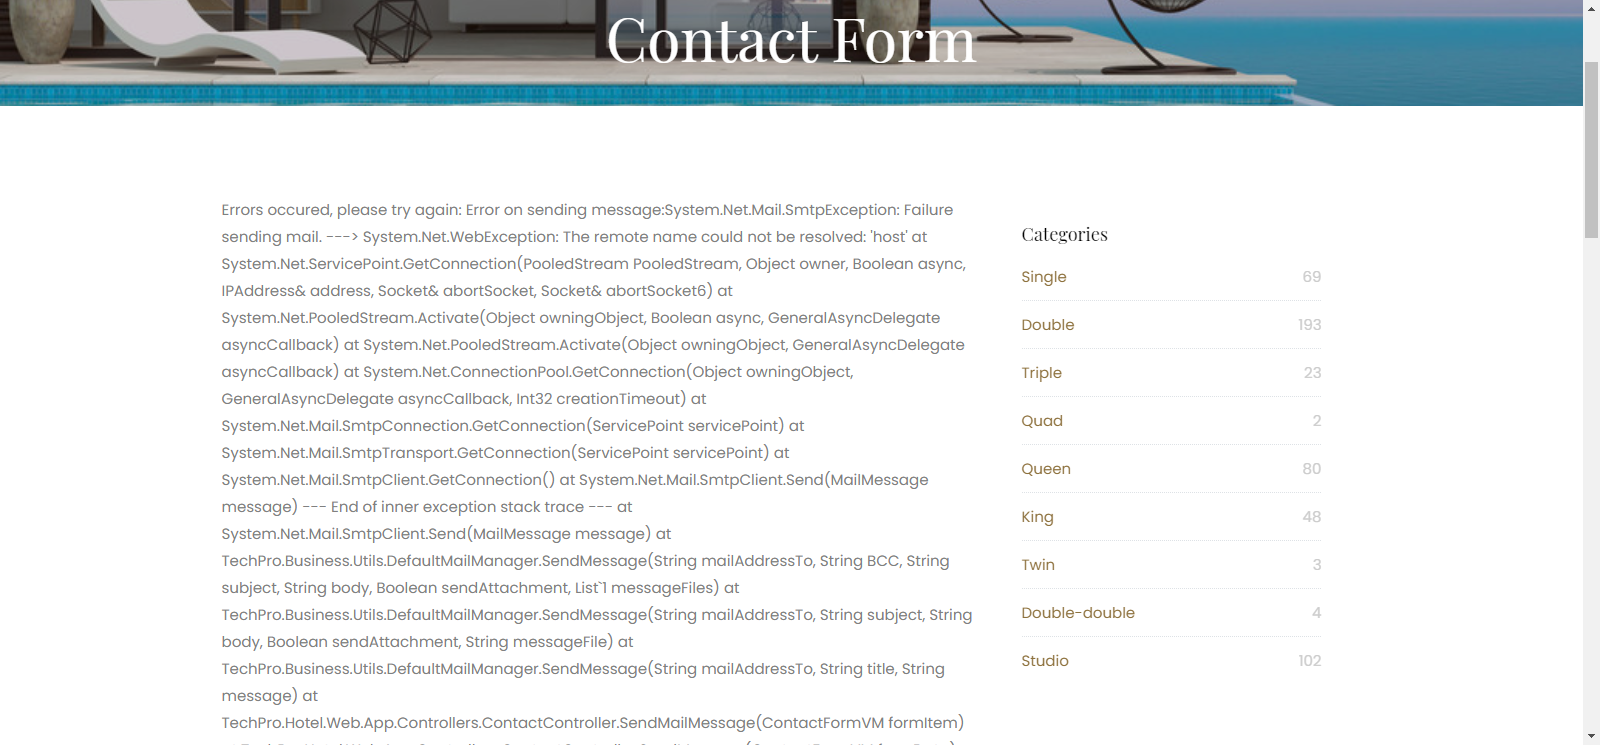 Contact Form
Errors occured, please try again: Error on sending message:System.Net.Mail.SmtpException: Failure
sending mail. ---> System.Net.WebException: The remote name could not be resolved: 'host' at
System.Net.ServicePoint.GetConnection(PooledStream PooledStream, Object owner, Boolean async,
IPAddress& address, Socket& abortSocket, Socket& abortSocket6) at
System.Net.PooledStream.Activate(Object owningObject, Boolean async, GeneralAsyncDelegate
asyncCallback) at System.Net.PooledStream.Activate(Object owningObject, GeneralAsyncDelegate
asyncCallback) at System.Net.ConnectionPool.GetConnection(Object owningObject,
GeneralAsyncDelegate asyncCallback, Int32 creationTimeout) at
System.Net.Mail.SmtpConnection.GetConnection(ServicePoint servicePoint) at
System.Net.Mail.SmtpTransport.GetConnection(ServicePoint servicePoint) at
System.Net.Mail.SmtpClient.GetConnection() at System.Net.Mail.SmtpClient.Send(MailMessage
message) --- End of inner exception stack trace --- at
System.Net.Mail.SmtpClient.Send(MailMessage message) at
TechPro.Business.Utils.DefaultMailManager.SendMessage(String mailAddressTo, String BCC, String
subject, String body, Boolean sendAttachment, List`1 messageFiles) at
TechPro.Business.Utils.DefaultMailManager.SendMessage(String mailAddressTo, String subject, String
body, Boolean sendAttachment, String messageFile) at
TechPro.Business.Utils.DefaultMailManager.SendMessage(String mailAddressTo, String title, String
message) at
TechPro.Hotel.Web.App.Controllers.ContactController.SendMailMessage(ContactFormVM formItem)
Categories
Single 69
Double 193
Triple 23
Quad 2
Queen 80
King 48
Twin 3
Double-double 4
Studio 102